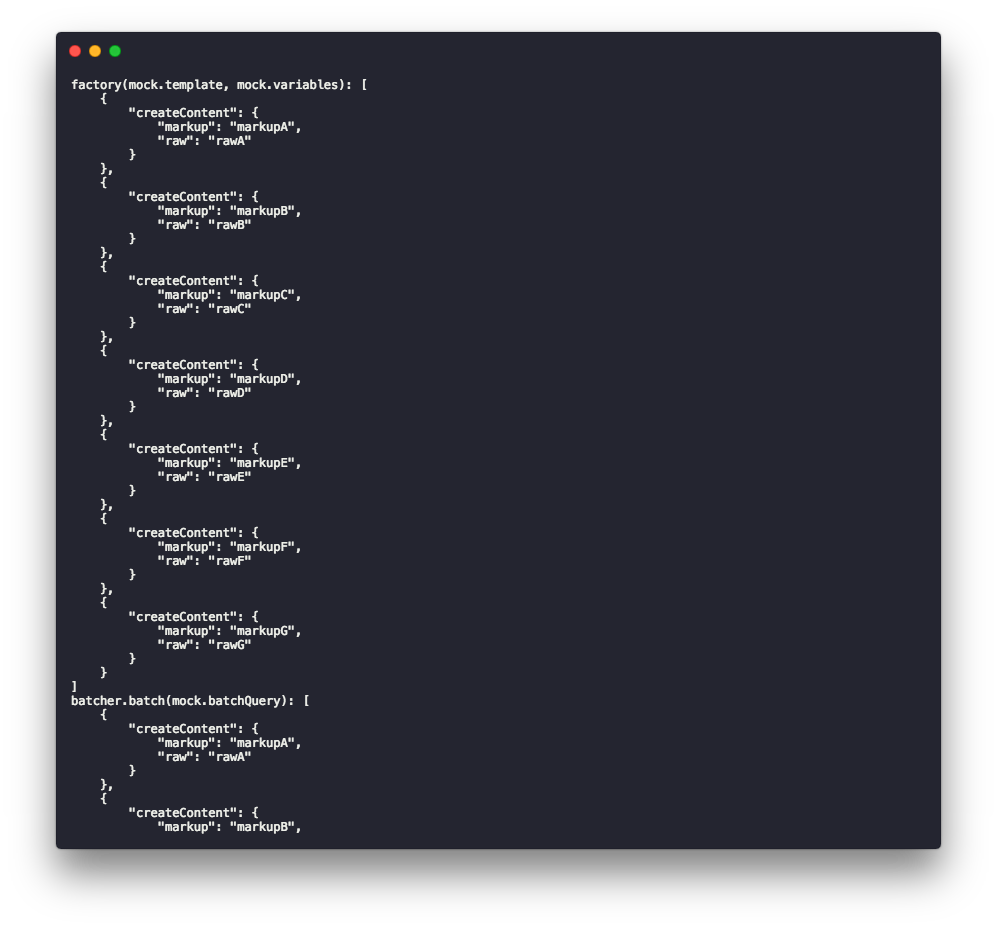 factory(mock.template, mock.variables): [
    {
        "createContent": {
            "markup": "markupA",
            "raw": "rawA"
        }
    },
    {
        "createContent": {
            "markup": "markupB",
            "raw": "rawB"
        }
    },
    {
        "createContent": {
            "markup": "markupC",
            "raw": "rawC"
        }
    },
    {
        "createContent": {
            "markup": "markupD",
            "raw": "rawD"
        }
    },
    {
        "createContent": {
            "markup": "markupE",
            "raw": "rawE"
        }
    },
    {
        "createContent": {
            "markup": "markupF",
            "raw": "rawF"
        }
    },
    {
        "createContent": {
            "markup": "markupG",
            "raw": "rawG"
        }
    }
]
batcher.batch(mock.batchQuery): [
    {
        "createContent": {
            "markup": "markupA",
            "raw": "rawA"
        }
    },
    {
        "createContent": {
            "markup": "markupB",